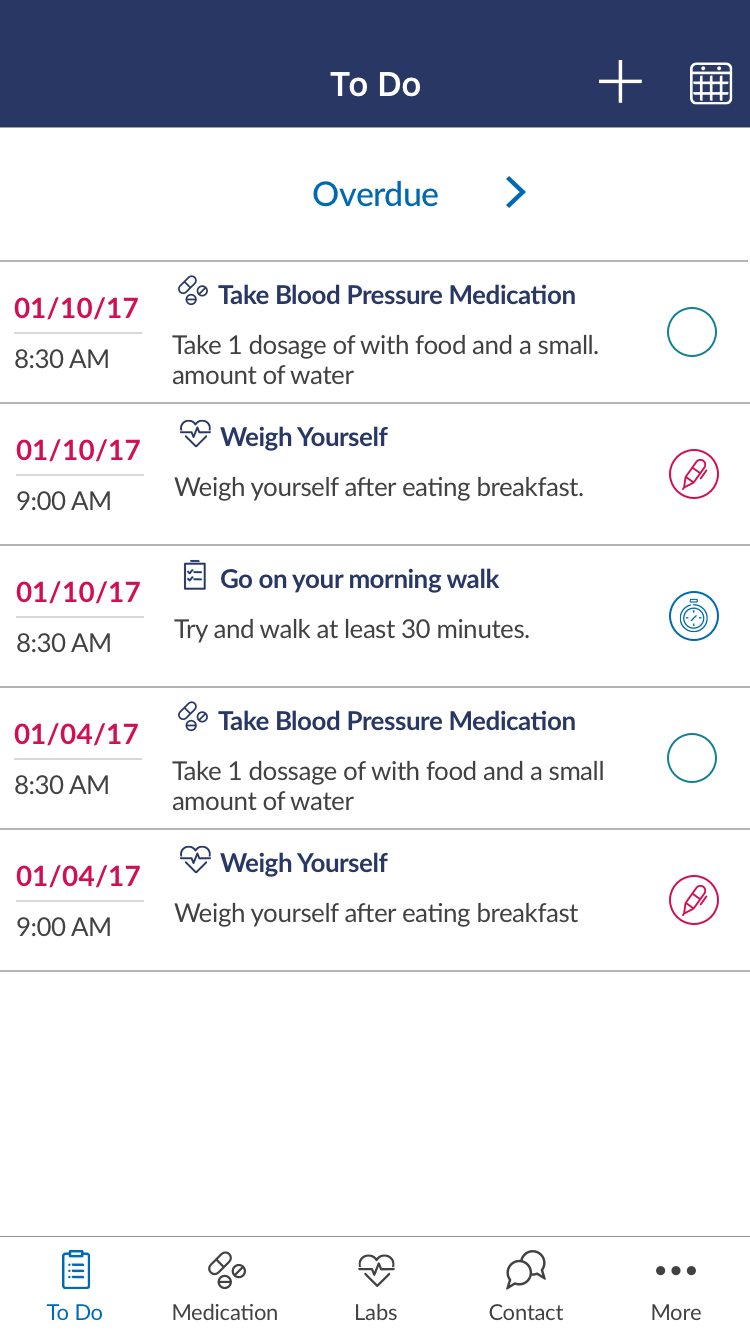 To Do
Overdue
01/10/17
8:30 AM
Take Blood Pressure Medication
Take 1 dosage of with food and a small.
amount of water
01/10/17
9:00 AM
Weigh Yourself
Weigh yourself after eating breakfast.
01/10/17
8:30 AM
Go on your morning walk
Try and walk at least 30 minutes.
01/04/17
8:30 AM
Take Blood Pressure Medication
Take 1 dossage of with food and a small
amount of water
01/04/17
9:00 AM
Weigh Yourself
Weigh yourself after eating breakfast
To Do
Medication
Labs
Contact
More